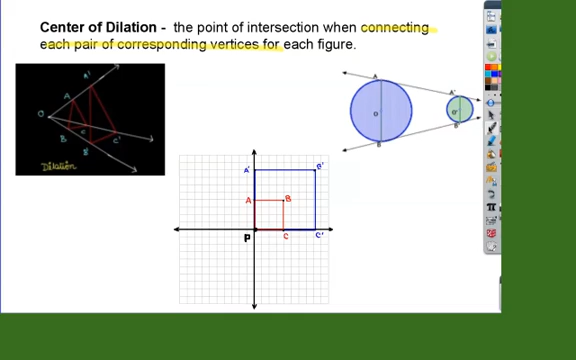 Center of Dilation - the point of intersection when connecting
each pair of corresponding vertices for each figure.
A'
A
O
B
C
C'
B'
Dilation
A
A'
O
O'
B
B'
A'
B'
A
B
P
C
C'